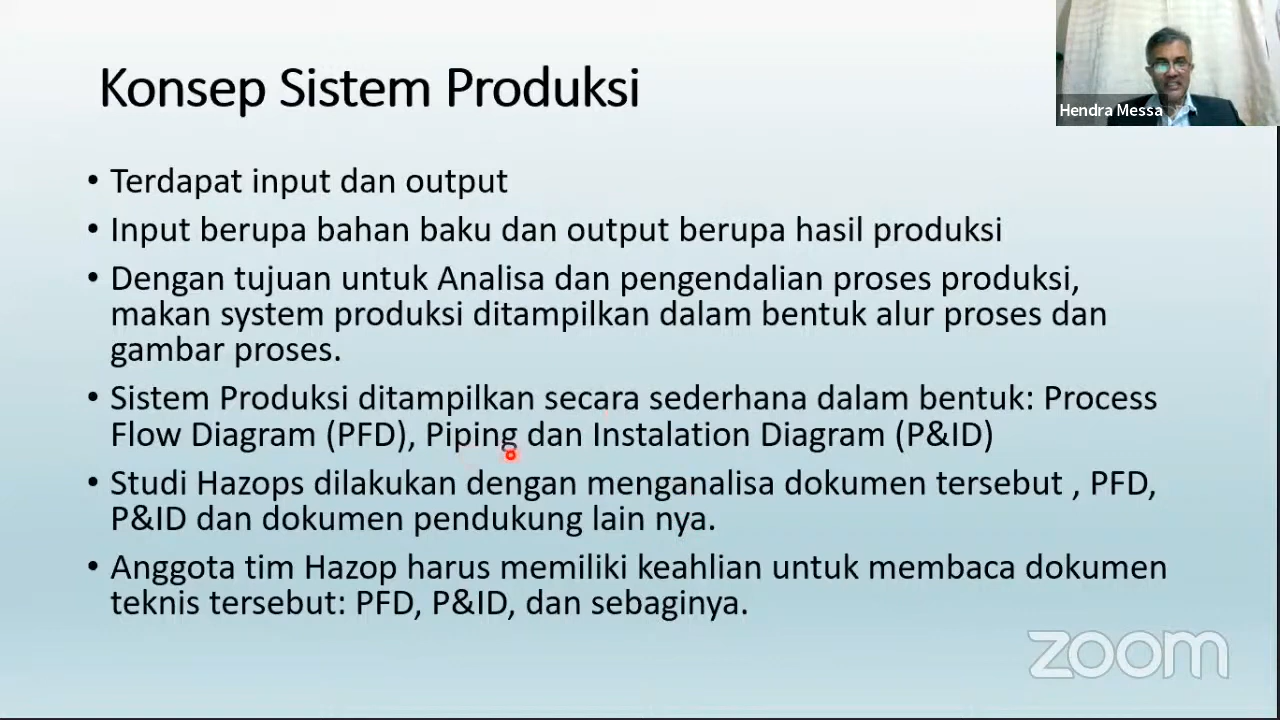 Konsep Sistem Produksi
Hendra Messa
• Terdapat input dan output
• Input berupa bahan baku dan output berupa hasil produksi
• Dengan tujuan untuk Analisa dan pengendalian proses produksi,
makan system produksi ditampilkan dalam bentuk alur proses dan
gambar proses.
• Sistem Produksi ditampilkan secara sederhana dalam bentuk: Process
Flow Diagram (PFD), Piping dan Instalation Diagram (P&ID)
• Studi Hazops dilakukan dengan menganalisa dokumen tersebut , PFD,
P&ID dan dokumen pendukung lain nya.
• Anggota tim Hazop harus memiliki keahlian untuk membaca dokumen
teknis tersebut: PFD, P&ID, dan sebaginya.
zoom